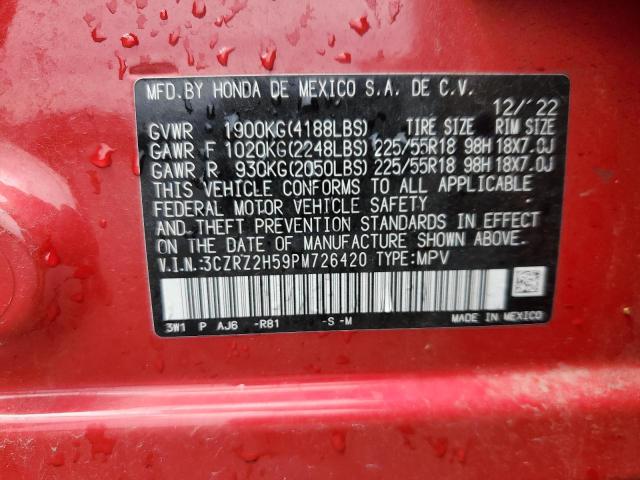 MFD.BY HONDA DE MEXICO S.A. DE C.V.
12/'22
GVWR 1900KG(4188LBS) TIRE SIZE RIM SIZE
GAWR F 1020KG(2248LBS) 225/55R18 98H 18X7.0J
GAWR R 930KG(2050LBS) 225/55R18 98H 18X7.0J
THIS VEHICLE CONFORMS TO ALL APPLICABLE
FEDERAL MOTOR VEHICLE SAFETY
AND THEFT PREVENTION STANDARDS IN EFFECT
ON THE DATE OF MANUFACTURE SHOWN ABOVE.
V.I.N.:3CZRZ2H59PM726420 TYPE:MPV
3W1 P AJ6 -R81 -S -M MADE IN MEXICO